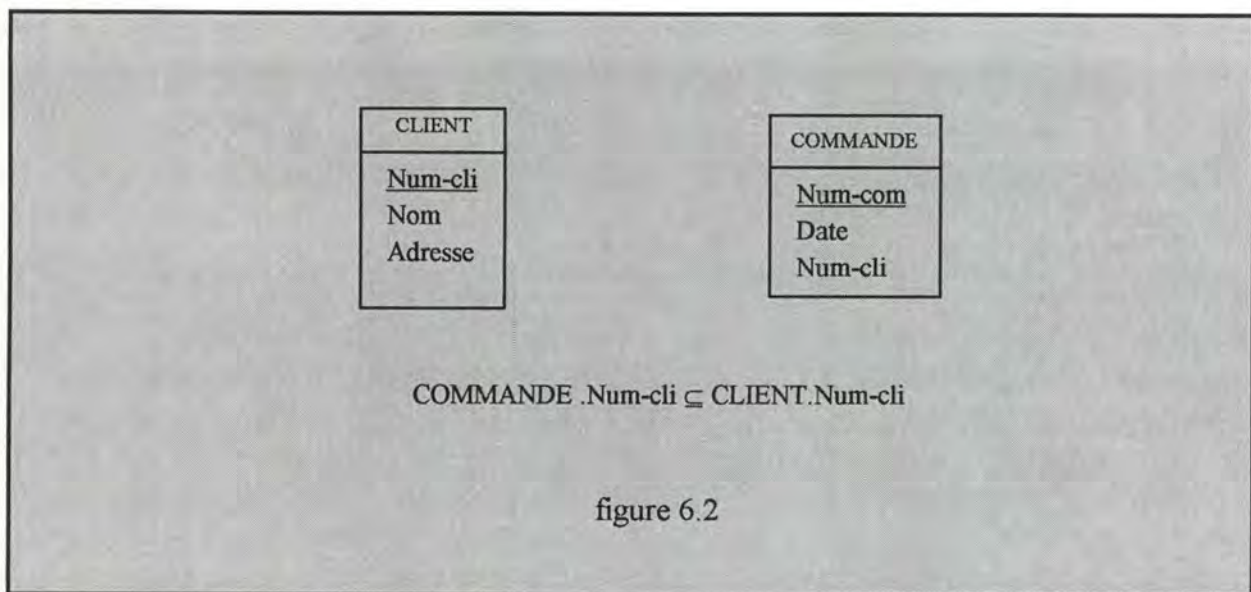 CLIENT
Num-cli
Nom
Adresse
COMMANDE
Num-com
Date
Num-cli
COMMANDE .Num-cli ⊆ CLIENT.Num-cli
figure 6.2